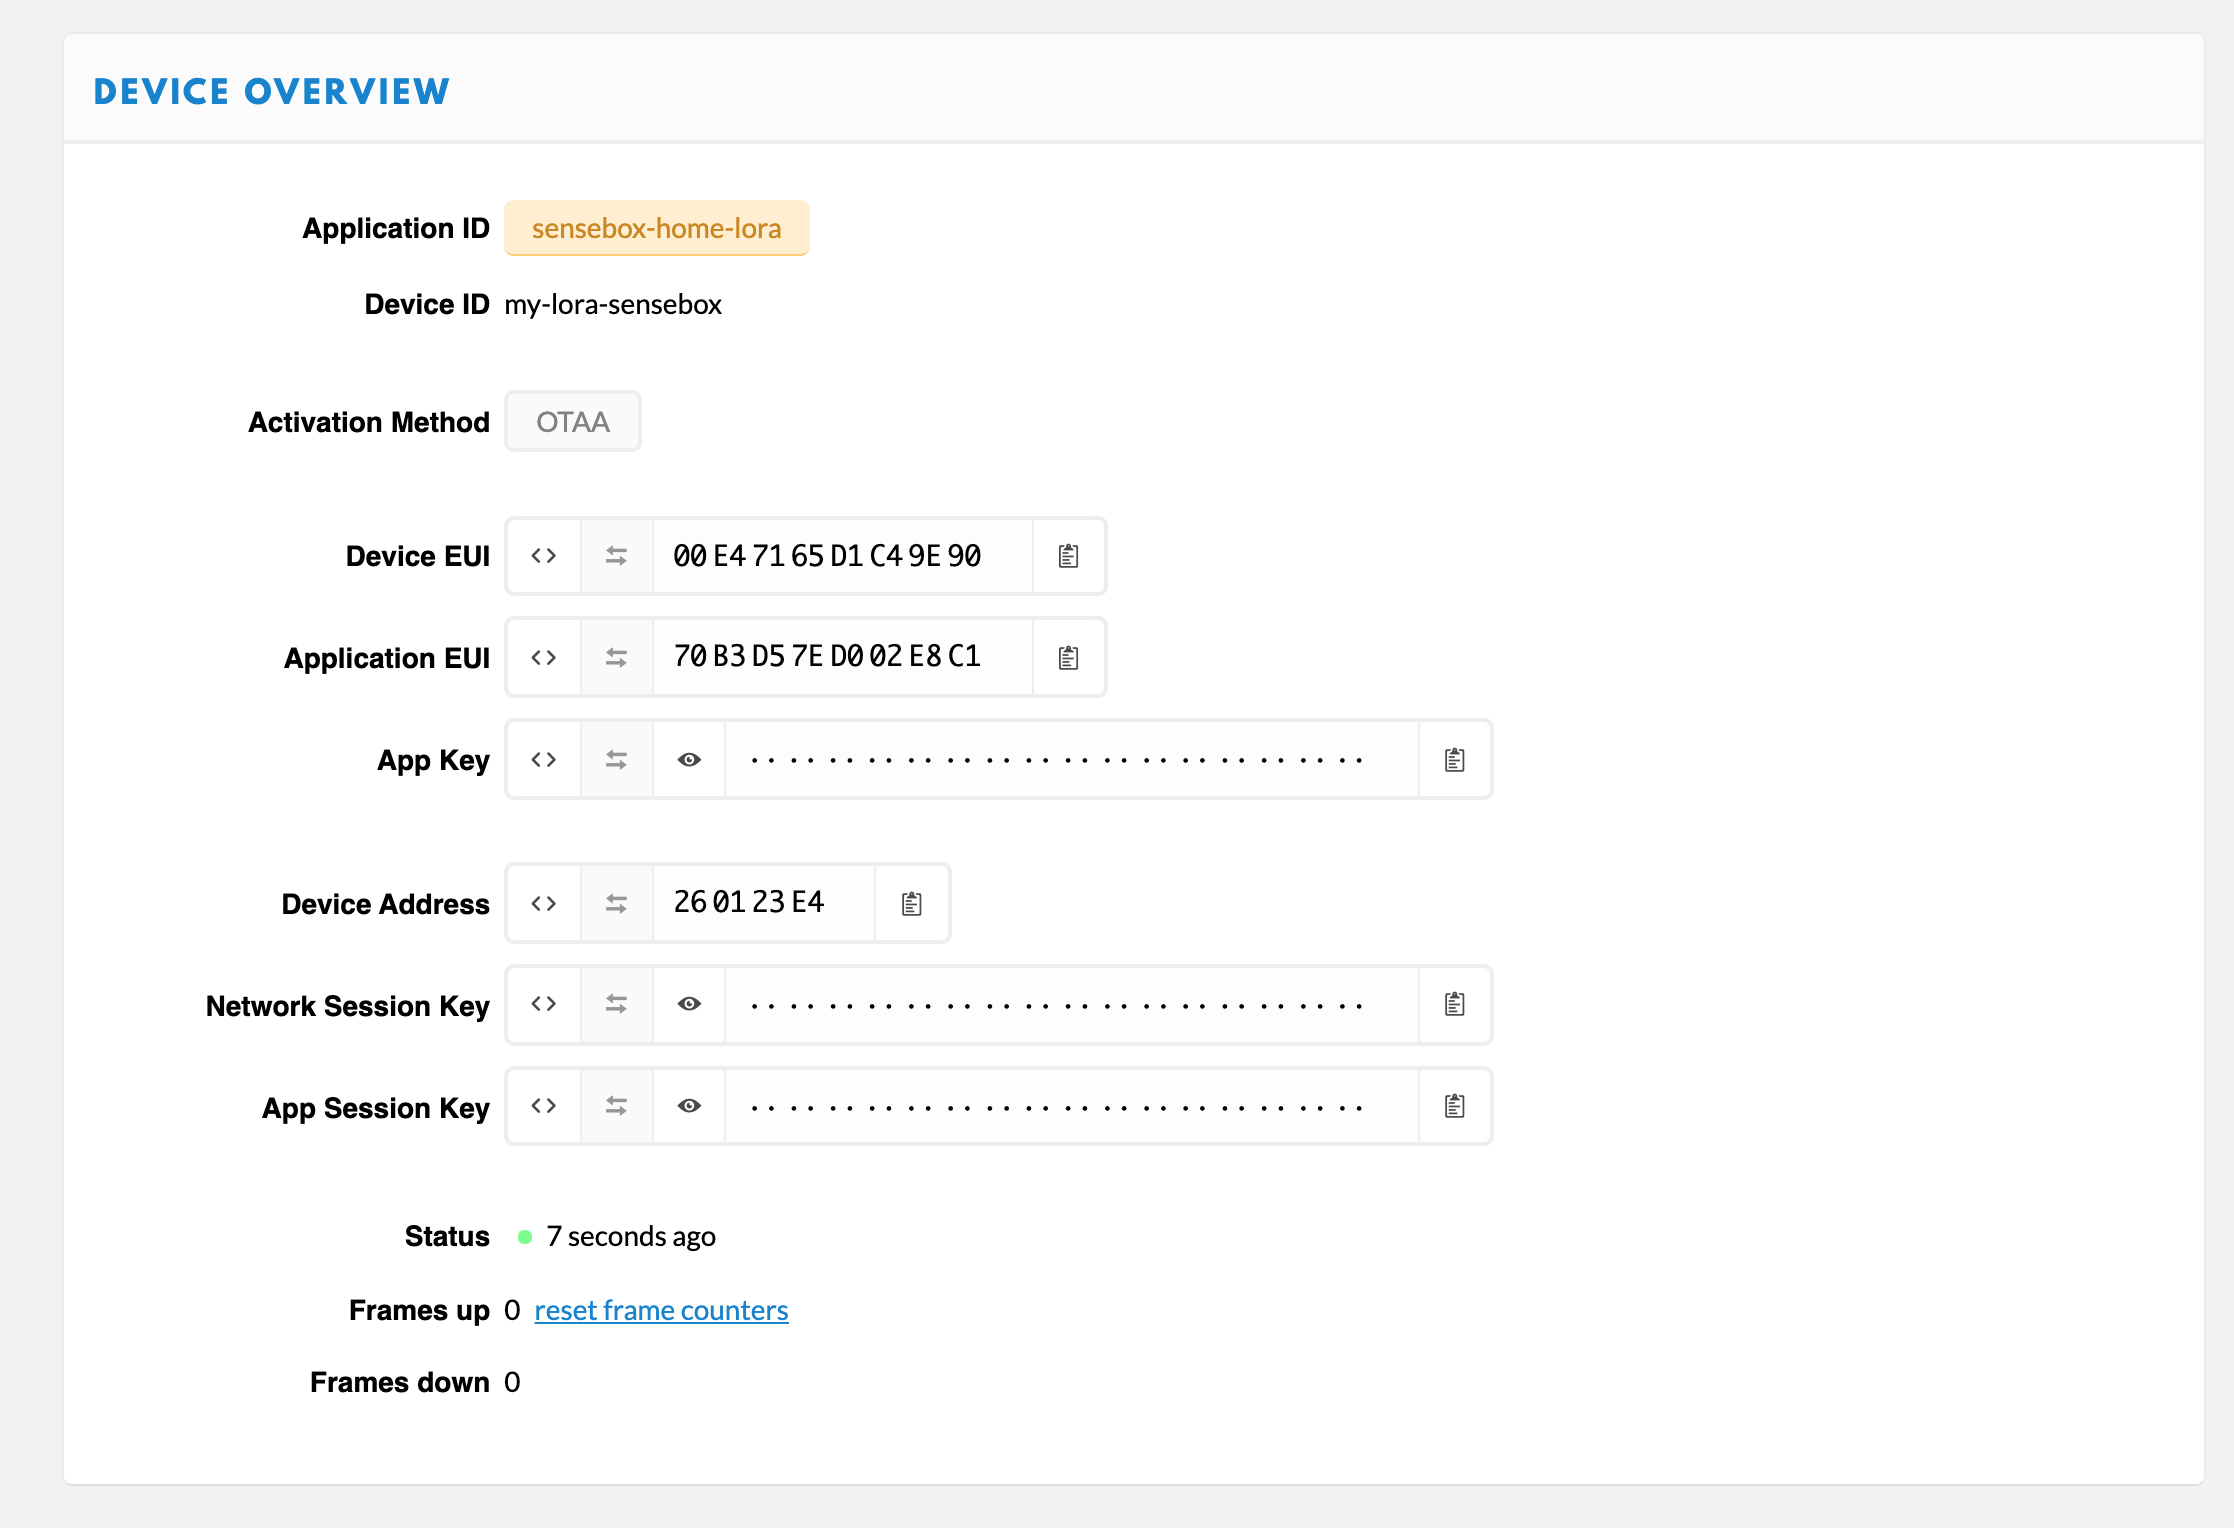 DEVICE OVERVIEW
Application ID sensebox-home-lora
Device ID my-lora-sensebox
Activation Method OTAA
Device EUI <> 00 E4 71 65 D1 C4 9E 90
Application EUI <> 70 B3 D5 7E D0 02 E8 C1
App Key <> ································
Device Address <> 26 01 23 E4
Network Session Key <> ································
App Session Key <> ································
Status 7 seconds ago
Frames up 0 reset frame counters
Frames down 0